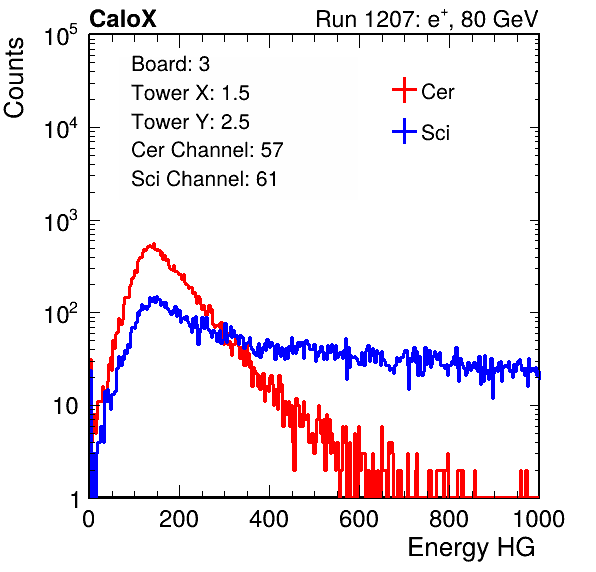 CaloX Run 1207: e⁺, 80 GeV
Counts
10⁵
10⁴
10³
10²
10
1
Board: 3
Tower X: 1.5
Tower Y: 2.5
Cer Channel: 57
Sci Channel: 61
Cer
Sci
0 200 400 600 800 1000
Energy HG